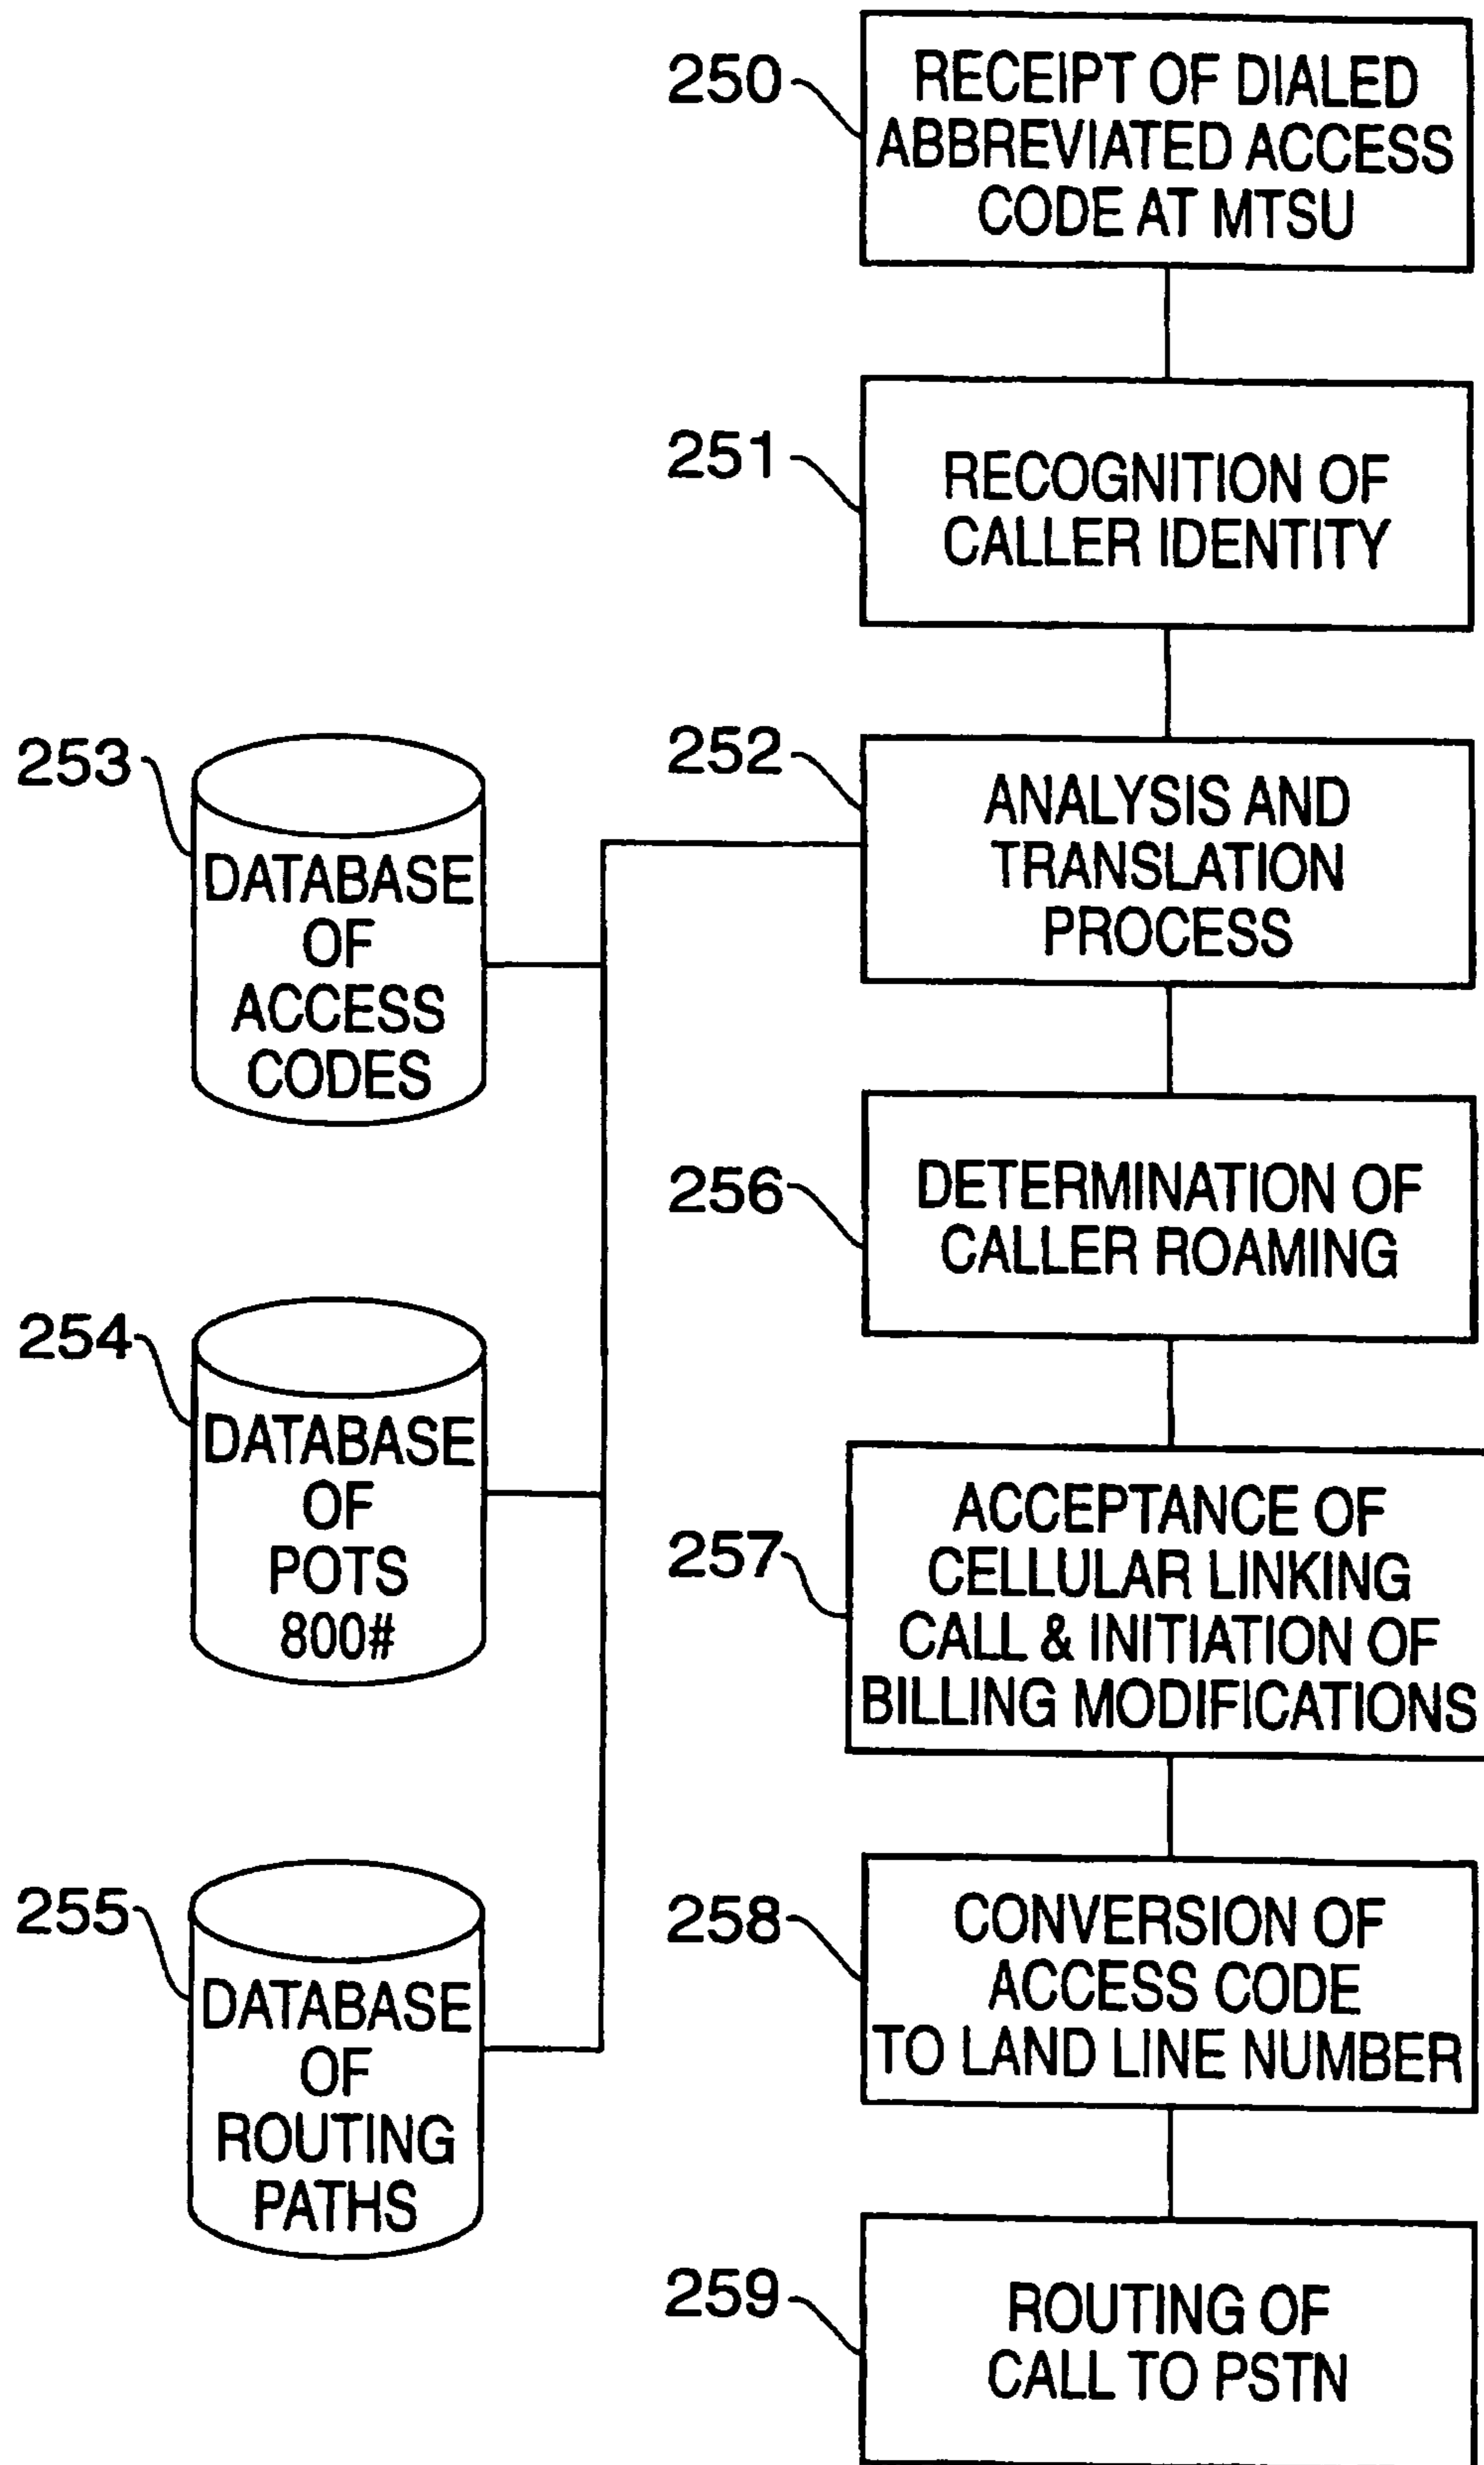 250
RECEIPT OF DIALED
ABBREVIATED ACCESS
CODE AT MTSU
251
RECOGNITION OF
CALLER IDENTITY
252
ANALYSIS AND
TRANSLATION
PROCESS
253
DATABASE
OF
ACCESS
CODES
254
DATABASE
OF
POTS
800#
255
DATABASE
OF
ROUTING
PATHS
256
DETERMINATION OF
CALLER ROAMING
257
ACCEPTANCE OF
CELLULAR LINKING
CALL & INITIATION OF
BILLING MODIFICATIONS
258
CONVERSION OF
ACCESS CODE
TO LAND LINE NUMBER
259
ROUTING OF
CALL TO PSTN